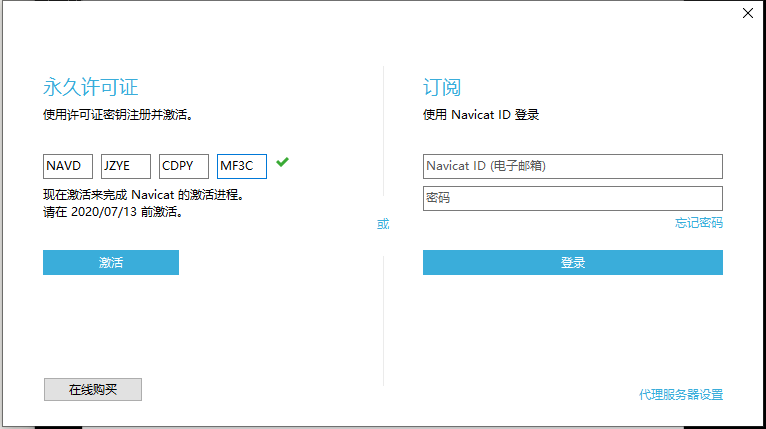 永久许可证
使用许可证密钥注册并激活。
NAVD JZYE CDPY MF3C
现在激活来完成 Navicat 的激活进程。
请在 2020/07/13 前激活。
激活
在线购买
或
订阅
使用 Navicat ID 登录
Navicat ID (电子邮箱)
密码
忘记密码
登录
代理服务器设置